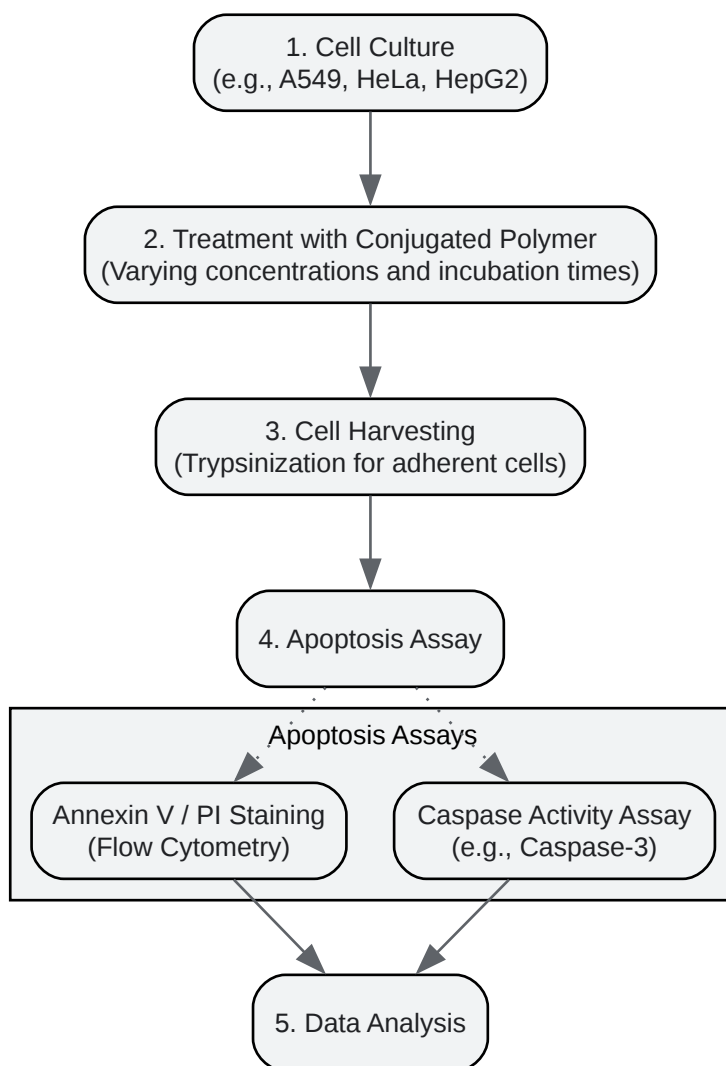 1. Cell Culture
(e.g., A549, HeLa, HepG2)
2. Treatment with Conjugated Polymer
(Varying concentrations and incubation times)
3. Cell Harvesting
(Trypsinization for adherent cells)
4. Apoptosis Assay
Apoptosis Assays
Annexin V / PI Staining
(Flow Cytometry)
Caspase Activity Assay
(e.g., Caspase-3)
5. Data Analysis